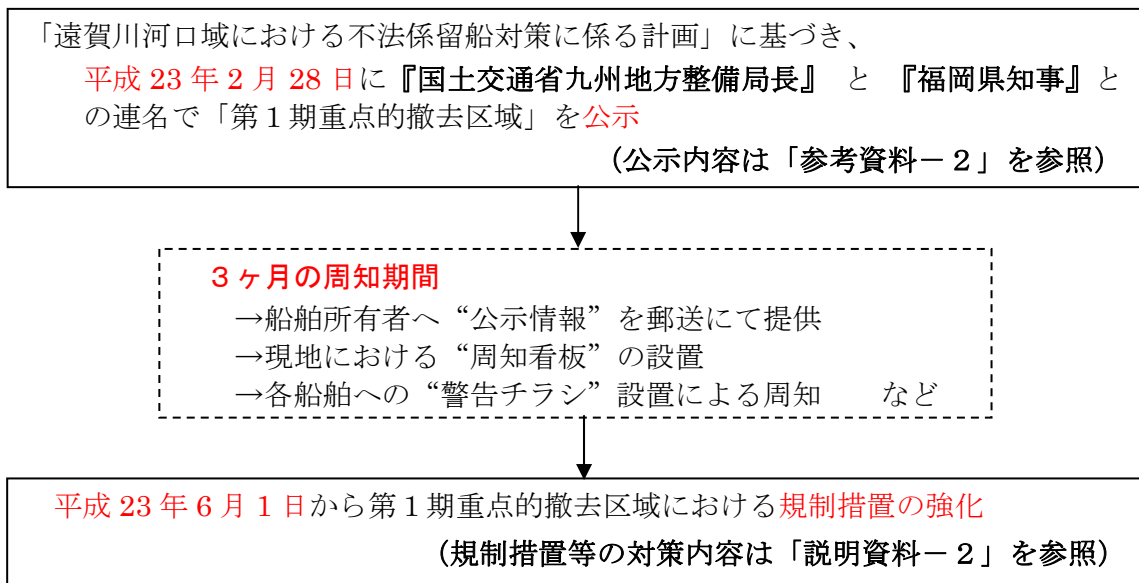 「遠賀川河口域における不法係留船対策に係る計画」に基づき、
平成 23 年 2 月 28 日に『国土交通省九州地方整備局長』 と 『福岡県知事』と
の連名で「第１期重点的撤去区域」を公示
(公示内容は「参考資料－２」を参照)
３ヶ月の周知期間
→船舶所有者へ“公示情報”を郵送にて提供
→現地における“周知看板”の設置
→各船舶への“警告チラシ”設置による周知　　など
平成 23 年 6 月 1 日から第１期重点的撤去区域における規制措置の強化
(規制措置等の対策内容は「説明資料－２」を参照)